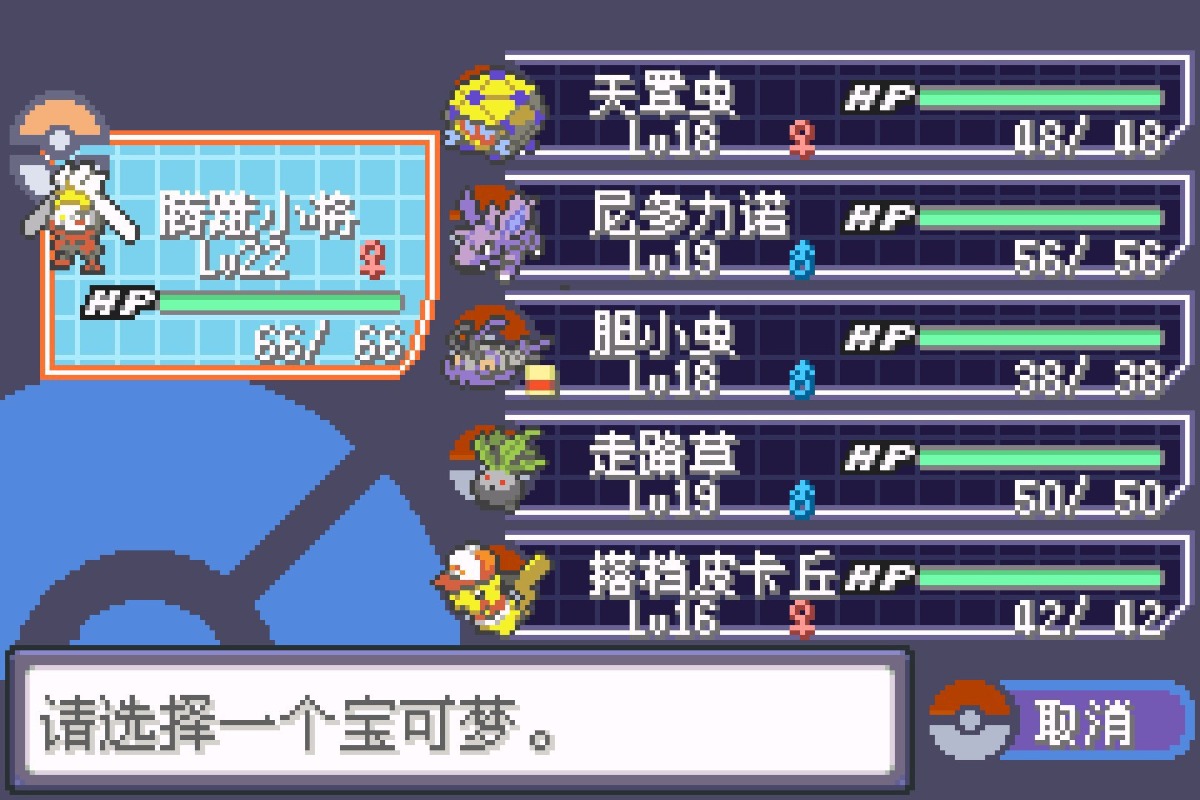 腾蹴小将
Lv22 ♀
HP
66/ 66
天罩虫 HP
Lv18 ♀ 48/ 48
尼多力诺 HP
Lv19 ♂ 56/ 56
胆小虫 HP
Lv18 ♂ 38/ 38
走路草 HP
Lv19 ♂ 50/ 50
搭档皮卡丘 HP
Lv16 ♀ 42/ 42
请选择一个宝可梦。
取消